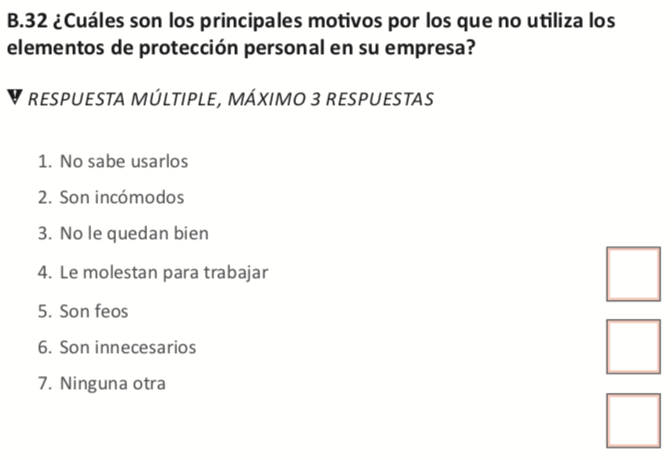 B.32 ¿Cuáles son los principales motivos por los que no utiliza los
elementos de protección personal en su empresa?
RESPUESTA MÚLTIPLE, MÁXIMO 3 RESPUESTAS
1. No sabe usarlos
2. Son incómodos
3. No le quedan bien
4. Le molestan para trabajar
5. Son feos
6. Son innecesarios
7. Ninguna otra